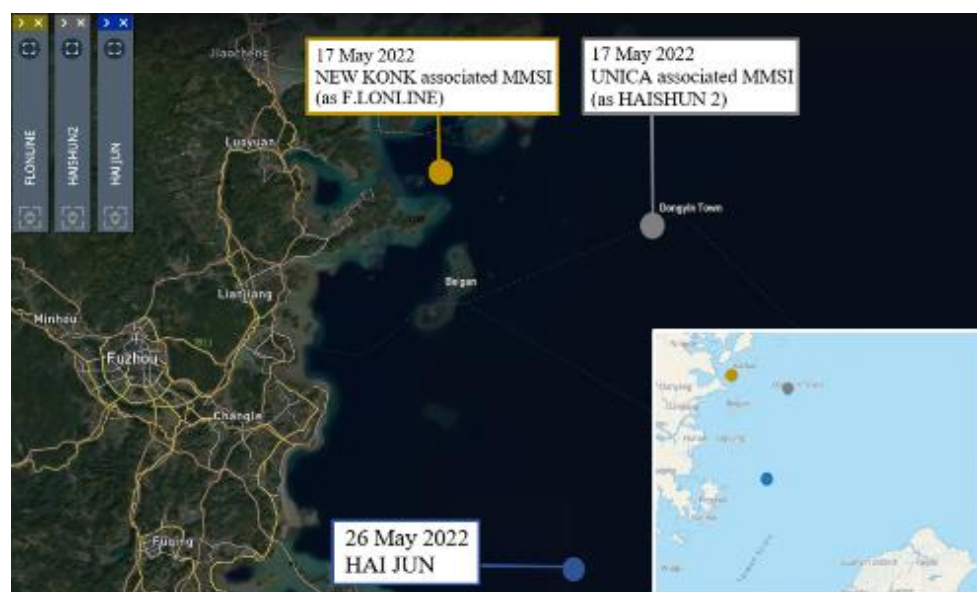 FLONLINE
HAISHUN2
HAI JUN
17 May 2022
NEW KONK associated MMSI
(as F.LONLINE)
17 May 2022
UNICA associated MMSI
(as HAISHUN 2)
Jiaocheng
Luoyuan
Dongyin Town
Beigan
Lianjiang
Minhou
Fuzhou
Changle
Fuqing
26 May 2022
HAI JUN